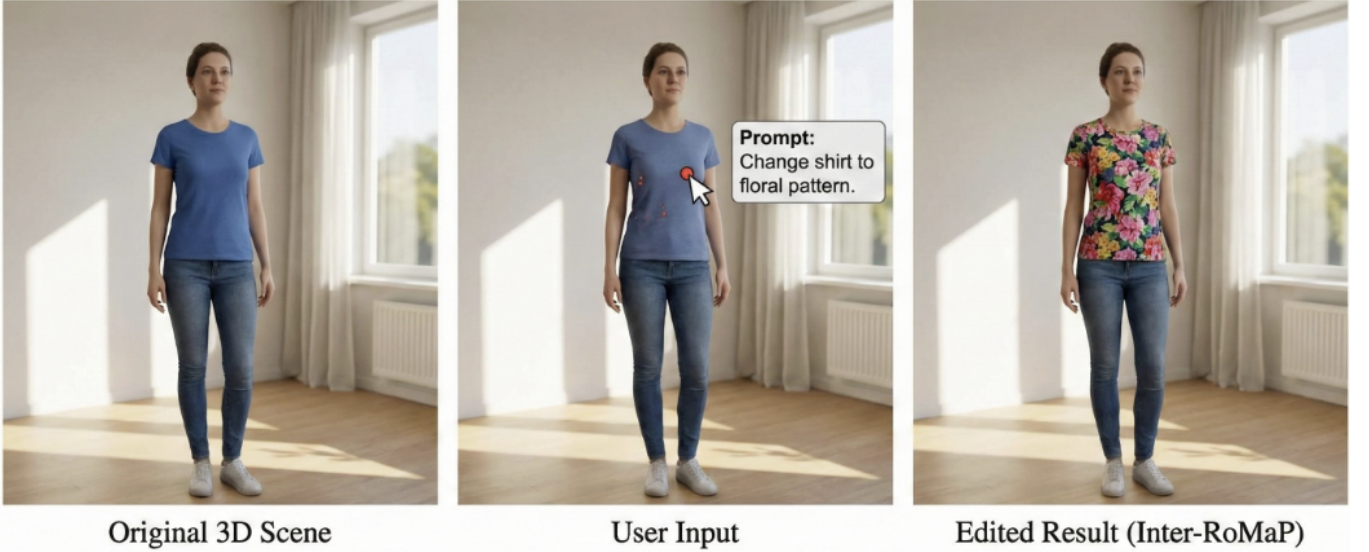 Prompt:
Change shirt to
floral pattern.
Original 3D Scene
User Input
Edited Result (Inter-RoMaP)